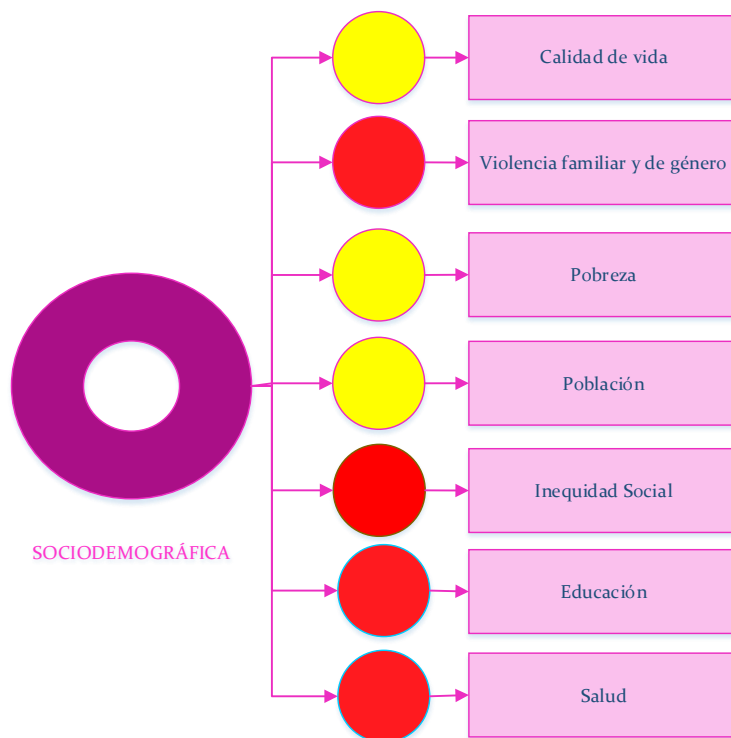 Calidad de vida
Violencia familiar y de género
Pobreza
Población
Inequidad Social
SOCIODEMOGRÁFICA
Educación
Salud